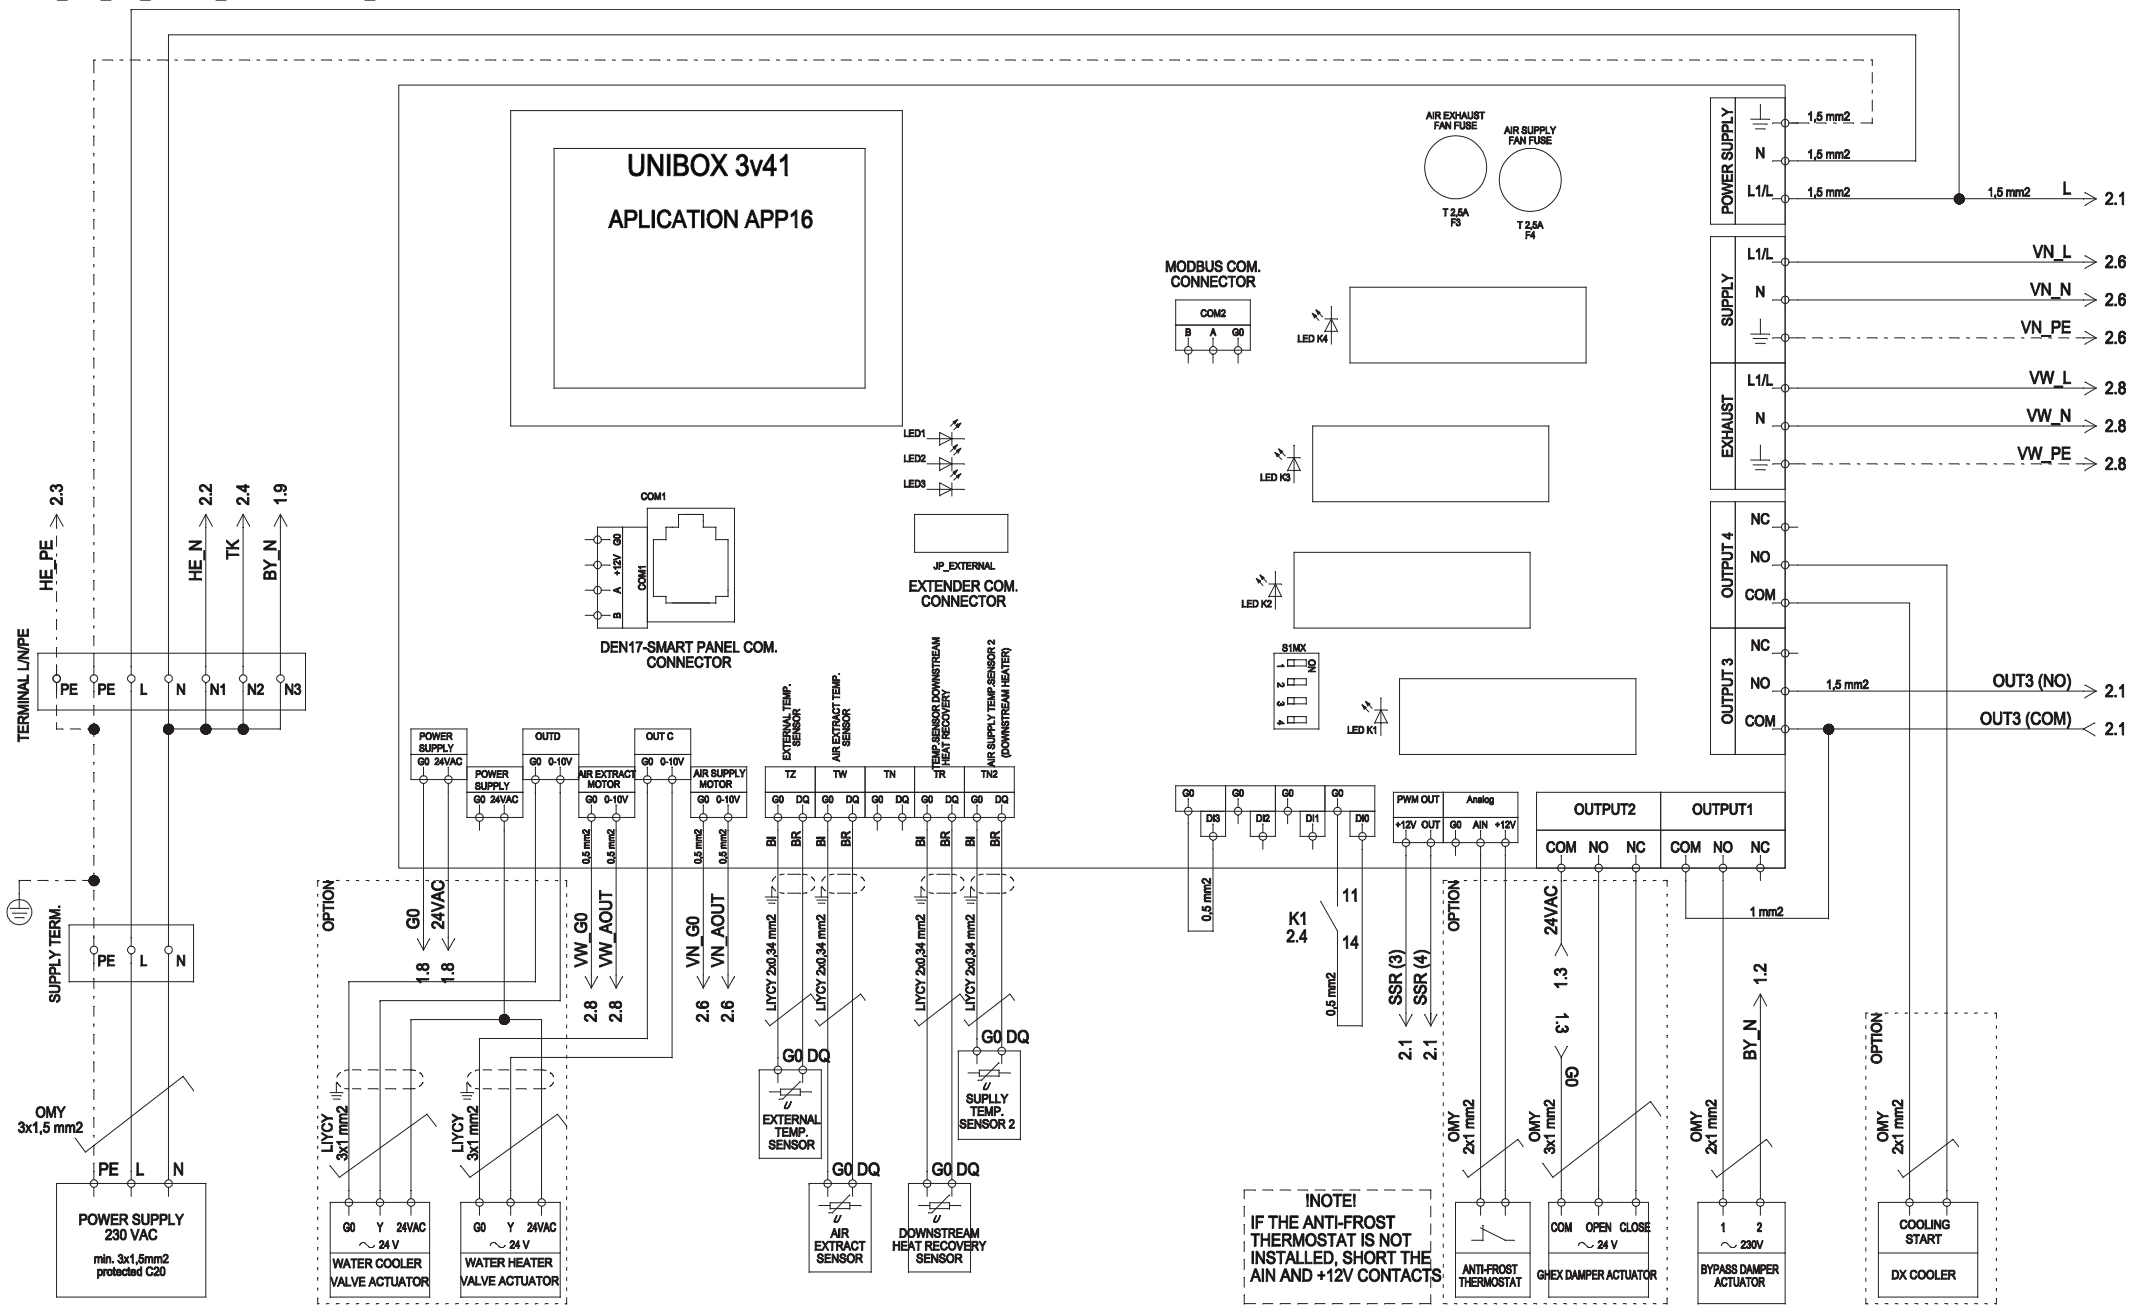 UNIBOX 3v41
APLICATION APP16
AIR EXHAUST
FAN FUSE
T 2,5A
F3
AIR SUPPLY
FAN FUSE
T 2,5A
F4
MODBUS COM.
CONNECTOR
COM2
B A G0
LED K4
LED K3
LED K2
LED K1
S1MX
ON
1
2
3
4
LED1
LED2
LED3
JP_EXTERNAL
EXTENDER COM.
CONNECTOR
COM1
G0
+12V
A
B
COM1
DEN17-SMART PANEL COM.
CONNECTOR
POWER SUPPLY
N
L1/L
1,5 mm2
1,5 mm2
1,5 mm2
1,5 mm2
L
2.1
SUPPLY
L1/L
N
VN_L
2.6
VN_N
2.6
VN_PE
2.6
EXHAUST
L1/L
N
VW_L
2.8
VW_N
2.8
VW_PE
2.8
OUTPUT 4
NC
NO
COM
OUTPUT 3
NC
NO
COM
1,5 mm2
OUT3 (NO)
2.1
OUT3 (COM)
2.1
HE_PE
2.3
HE_N
2.2
TK
2.4
BY_N
1.9
TERMINAL L/N/PE
PE PE L N N1 N2 N3
SUPPLY TERM.
PE L N
OMY
3x1,5 mm2
PE L N
POWER SUPPLY
230 VAC
min. 3x1,5mm2
protected C20
POWER
SUPPLY
G0 24VAC
POWER
SUPPLY
G0 24VAC
OUTD
G0 0-10V
AIR EXTRACT
MOTOR
G0 0-10V
OUT C
G0 0-10V
AIR SUPPLY
MOTOR
G0 0-10V
0,5 mm2
0,5 mm2
0,5 mm2
0,5 mm2
OPTION
G0
1.8
24VAC
1.8
VW_G0
2.8
VW_AOUT
2.8
VN_G0
2.6
VN_AOUT
2.6
LIYCY
3x1 mm2
LIYCY
3x1 mm2
G0 Y 24VAC
24 V
WATER COOLER
VALVE ACTUATOR
G0 Y 24VAC
24 V
WATER HEATER
VALVE ACTUATOR
EXTERNAL TEMP.
SENSOR
AIR EXTRACT TEMP.
SENSOR
TEMP.SENSOR DOWNSTREAM
HEAT RECOVERY
AIR SUPPLY TEMP.SENSOR 2
(DOWNSTREAM HEATER)
TZ TW TN TR TN2
G0 DQ G0 DQ G0 DQ G0 DQ G0 DQ
BI BR BI BR BI BR BI BR
LIYCY 2x0,34 mm2
LIYCY 2x0,34 mm2
LIYCY 2x0,34 mm2
LIYCY 2x0,34 mm2
G0 DQ
U
EXTERNAL
TEMP.
SENSOR
G0 DQ
U
AIR
EXTRACT
SENSOR
G0 DQ
U
DOWNSTREAM
HEAT RECOVERY
SENSOR
G0 DQ
U
SUPLLY
TEMP.
SENSOR 2
G0 G0 G0 G0
DI3 DI2 DI1 DI0
0,5 mm2
K1
2.4
11
14
0,5 mm2
PWM OUT
+12V OUT
Analog
G0 AIN +12V
SSR (3)
2.1
SSR (4)
2.1
OUTPUT2
COM NO NC
OUTPUT1
COM NO NC
1 mm2
OPTION
24VAC
1.3
1.3
G0
BY_N
1.2
OMY
2x1 mm2
OMY
3x1 mm2
OMY
2x1 mm2
OPTION
OMY
2x1 mm2
!NOTE!
IF THE ANTI-FROST
THERMOSTAT IS NOT
INSTALLED, SHORT THE
AIN AND +12V CONTACTS
ANTI-FROST
THERMOSTAT
COM OPEN CLOSE
24 V
GHEX DAMPER ACTUATOR
1 2
230V
BYPASS DAMPER
ACTUATOR
COOLING
START
DX COOLER